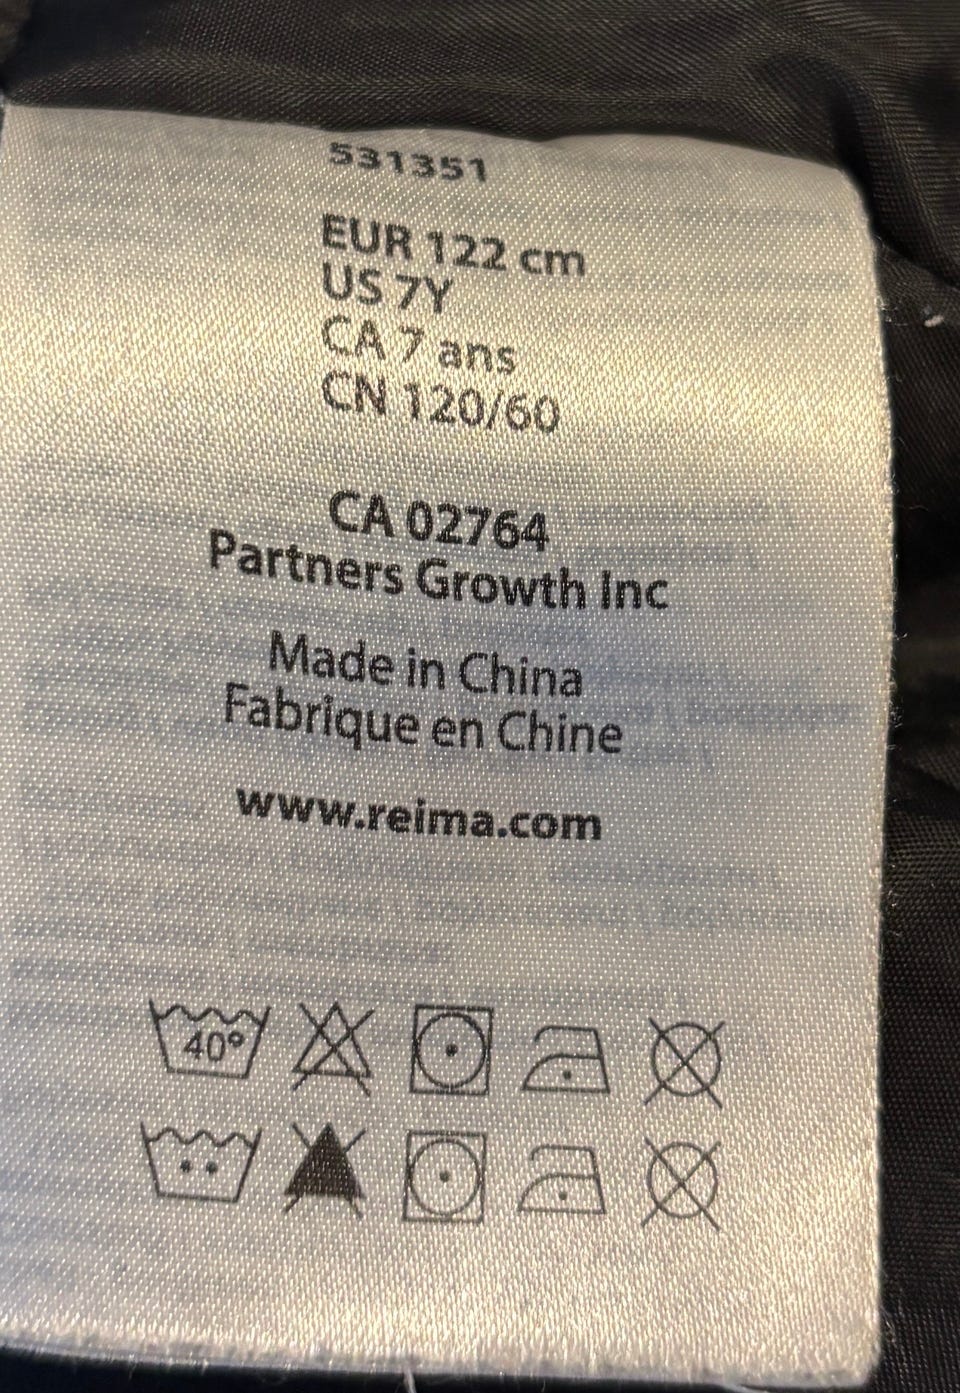 531351
EUR 122 cm
US 7Y
CA 7 ans
CN 120/60
CA 02764
Partners Growth Inc
Made in China
Fabrique en Chine
www.reima.com
40°